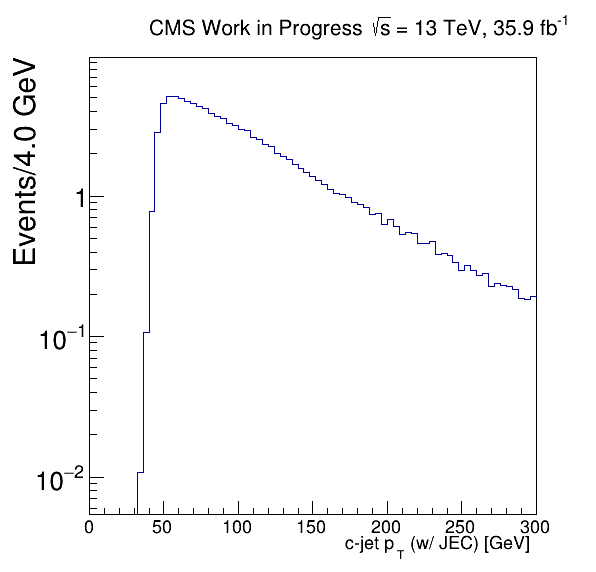 CMS Work in Progress √s = 13 TeV, 35.9 fb⁻¹
Events/4.0 GeV
1
10⁻¹
10⁻²
0 50 100 150 200 250 300
c-jet p_T (w/ JEC) [GeV]